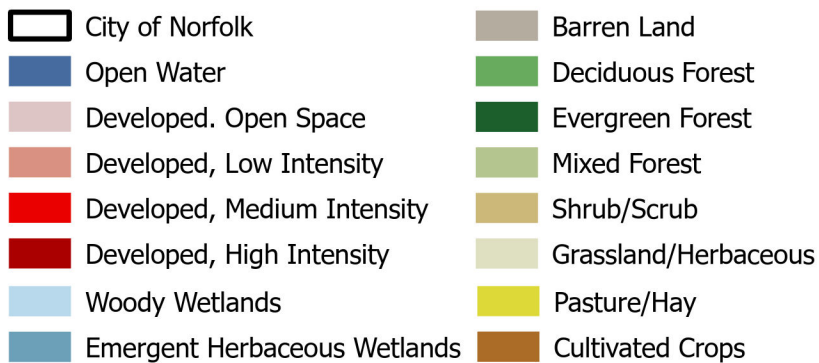 City of Norfolk
Open Water
Developed. Open Space
Developed, Low Intensity
Developed, Medium Intensity
Developed, High Intensity
Woody Wetlands
Emergent Herbaceous Wetlands
Barren Land
Deciduous Forest
Evergreen Forest
Mixed Forest
Shrub/Scrub
Grassland/Herbaceous
Pasture/Hay
Cultivated Crops